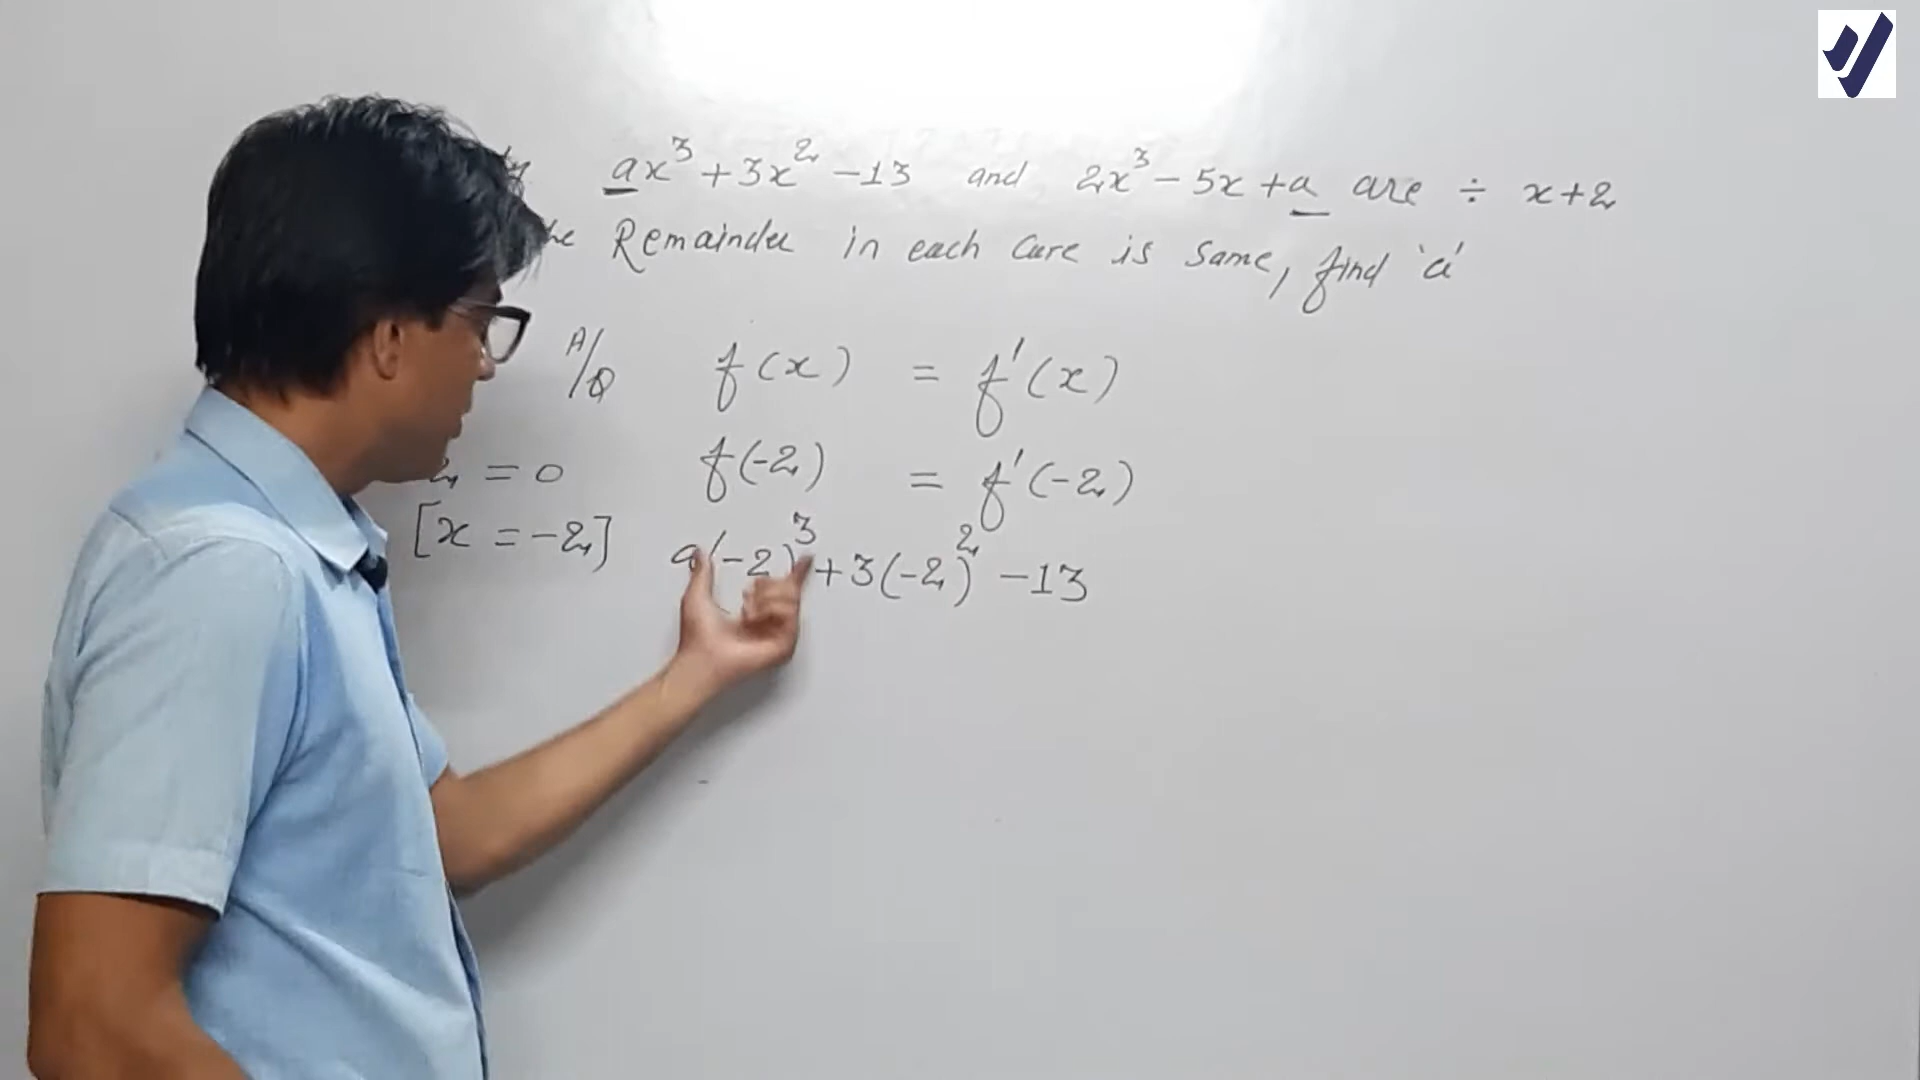 ax³ + 3x² - 13 and 2x³ - 5x + a are ÷ x + 2
Remainder in each Care is same, find 'a'
A/Q f(x) = f'(x)
= 0 f(-2) = f'(-2)
[x = -2] a(-2)³ + 3(-2)² - 13